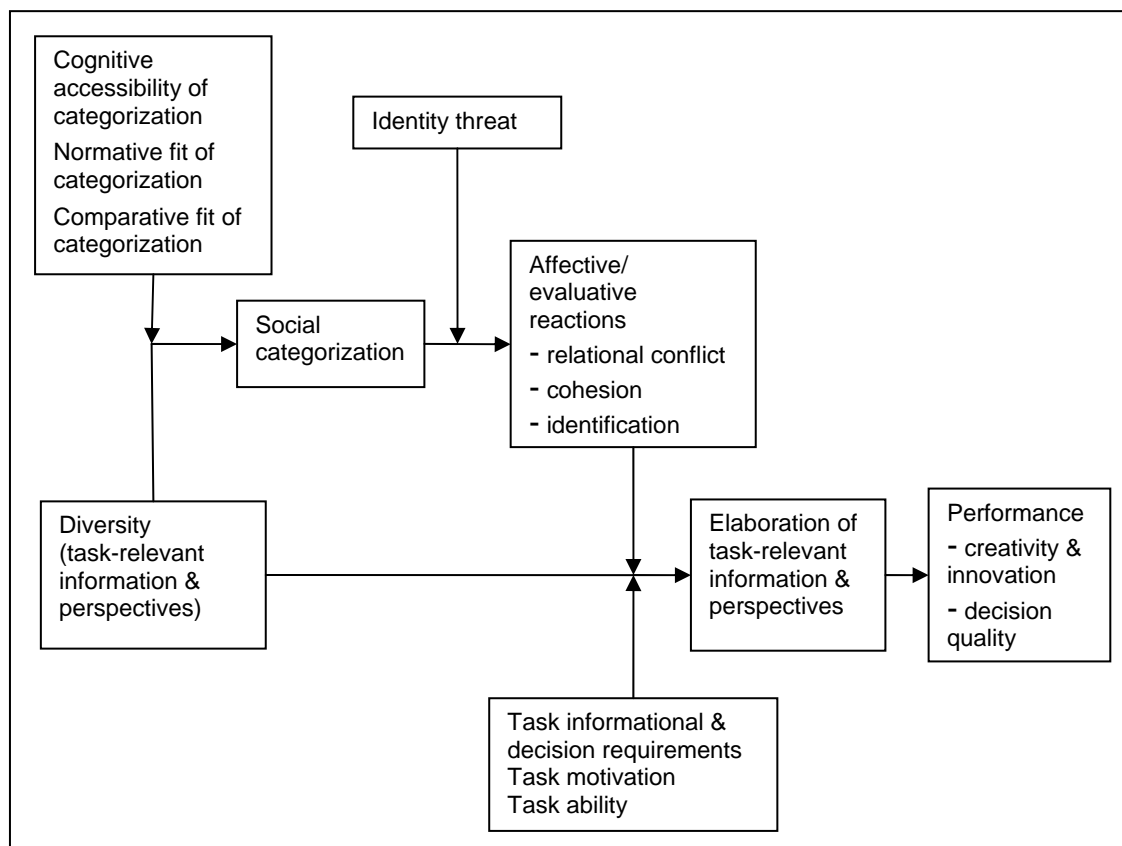 Cognitive
accessibility of
categorization
Normative fit of
categorization
Comparative fit of
categorization
Identity threat
Social
categorization
Affective/
evaluative
reactions
- relational conflict
- cohesion
- identification
Diversity
(task-relevant
information &
perspectives)
Elaboration of
task-relevant
information &
perspectives
Performance
- creativity &
innovation
- decision
quality
Task informational &
decision requirements
Task motivation
Task ability